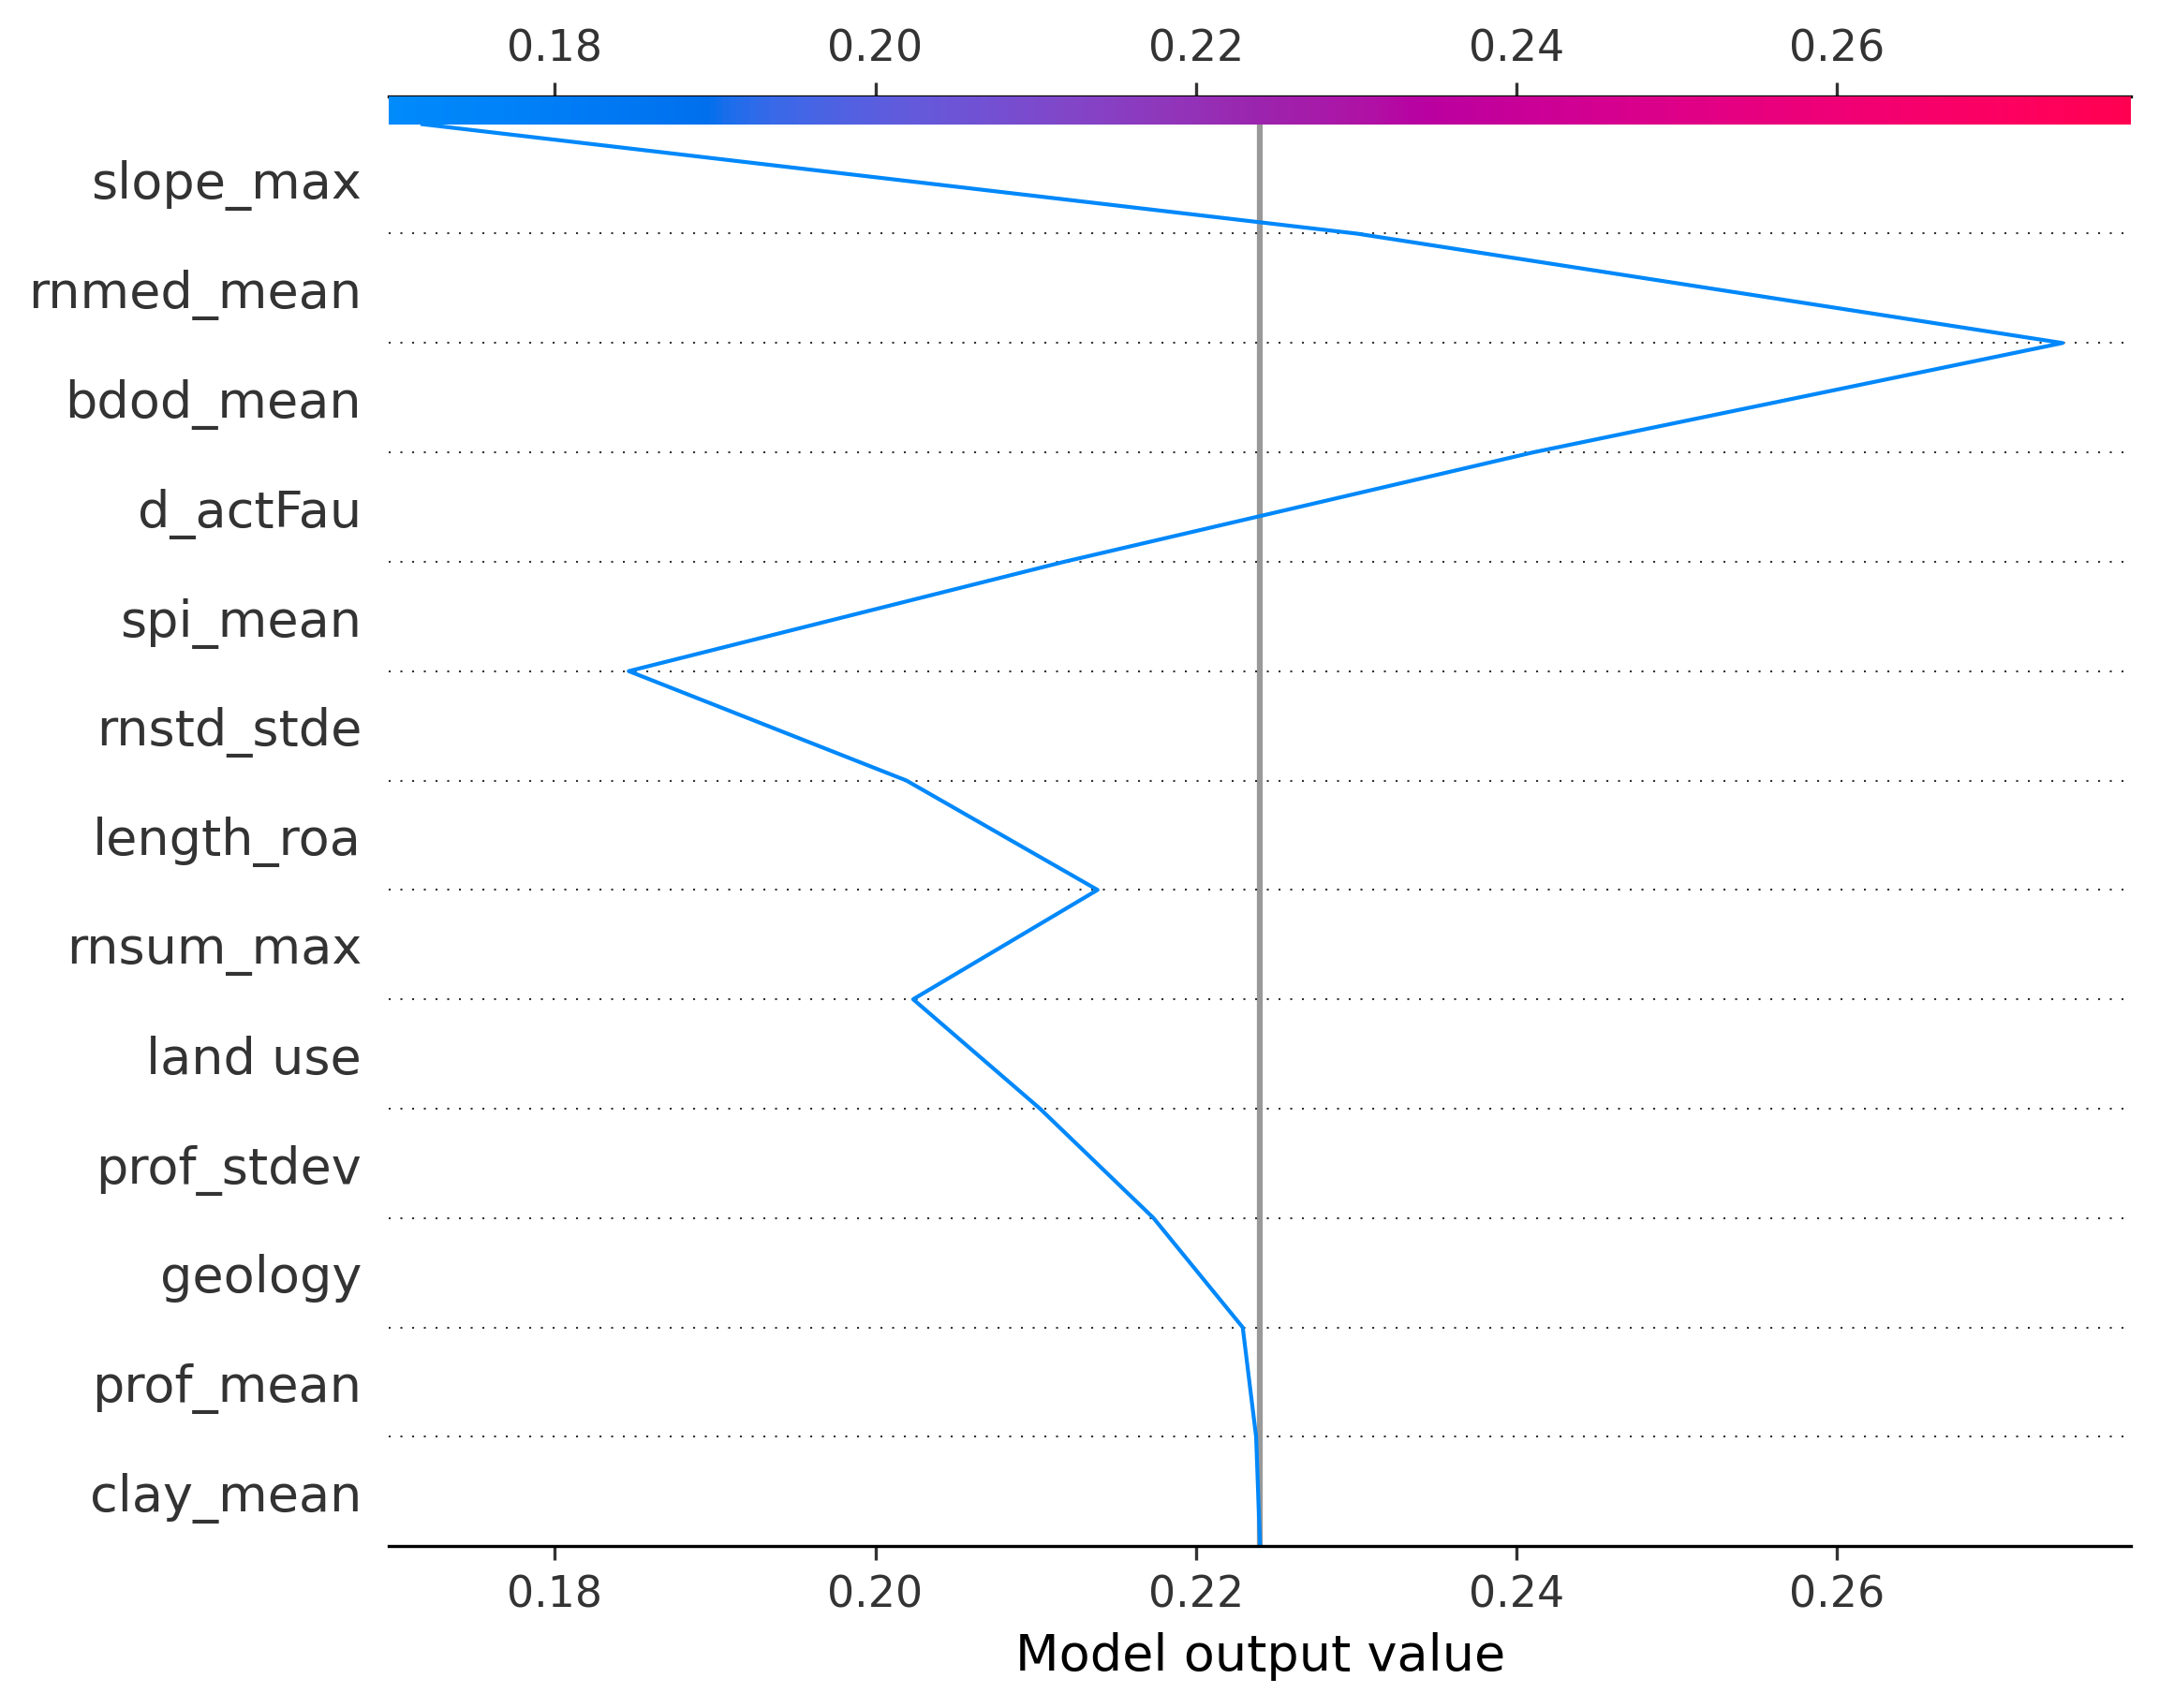 0.18 0.20 0.22 0.24 0.26
slope_max
rnmed_mean
bdod_mean
d_actFau
spi_mean
rnstd_stde
length_roa
rnsum_max
land use
prof_stdev
geology
prof_mean
clay_mean
0.18 0.20 0.22 0.24 0.26
Model output value